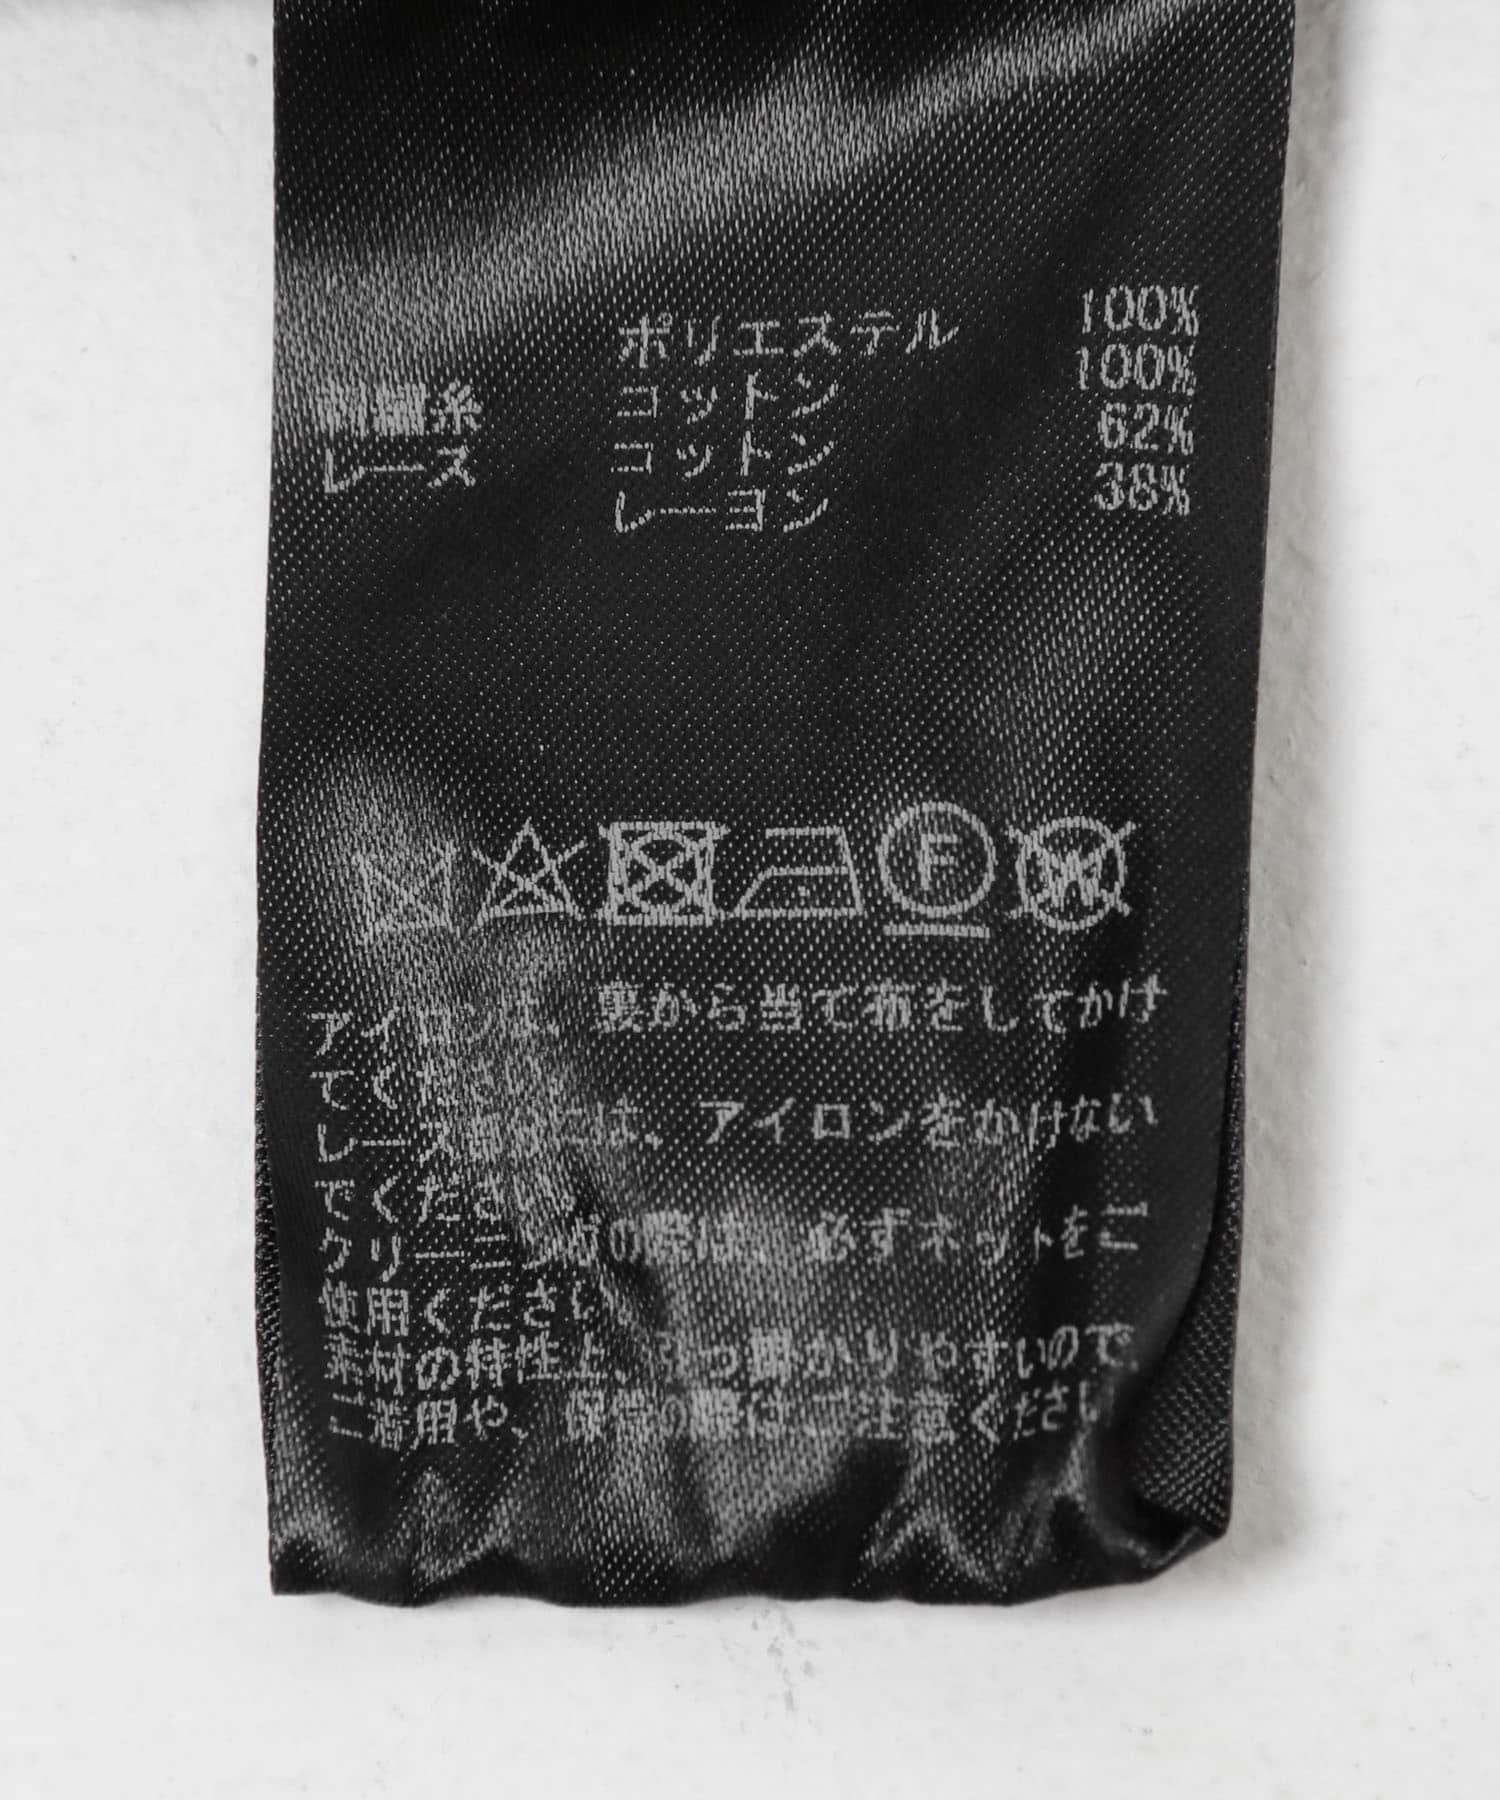 ポリエステル 100%
刺繍糸 コットン 100%
レース コットン 62%
レーヨン 38%
F
W
アイロンは、裏から当て布をしてかけ
てください。
レース部分には、アイロンをかけない
でください。
クリーニングの際は、必ずネットをご
使用ください。
素材の特性上、引っ掛かりやすいので、
ご着用や、保管の際はご注意ください